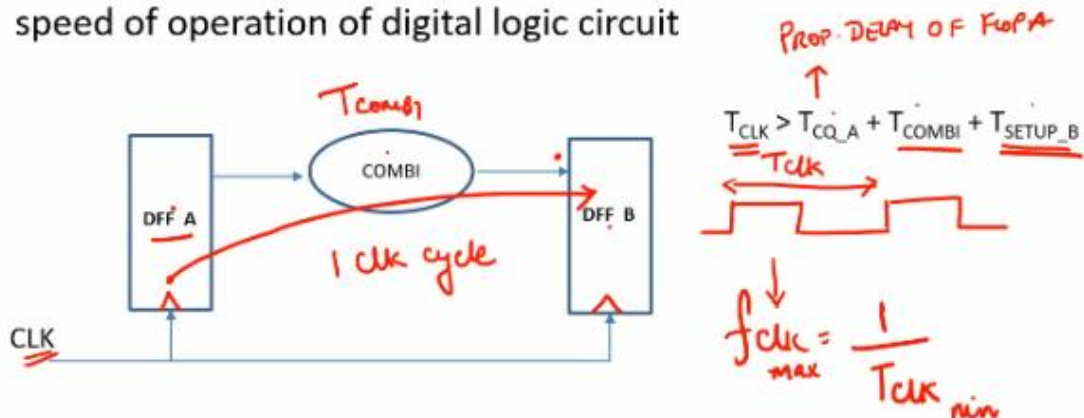 speed of operation of digital logic circuit
PROP. DELAY OF FLOP A
TCOMBI
TCLK > TCQ_A + TCOMBI + TSETUP_B
Tclk
COMBI
DFF A
DFF B
1 clk cycle
CLK
fclk max = 1 / Tclk min